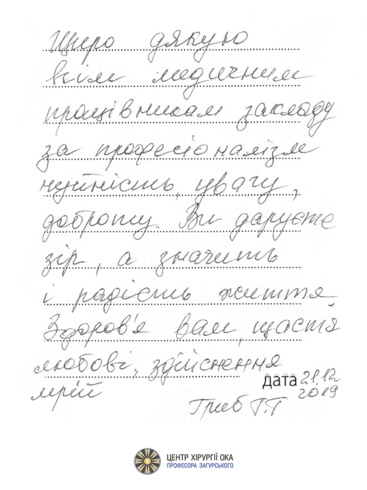 Щиро дякую
всім медичним
працівникам закладу
за професіоналізм
чуйність, увагу,
доброту. Ви даруєте
зір, а значить
і радість життя.
Здоров'я вам, щастя
любові, здійснення
мрій
дата 21.12
2019
Гриб Г.Г
ЦЕНТР ХІРУРГІЇ ОКА
ПРОФЕСОРА ЗАГУРСЬКОГО